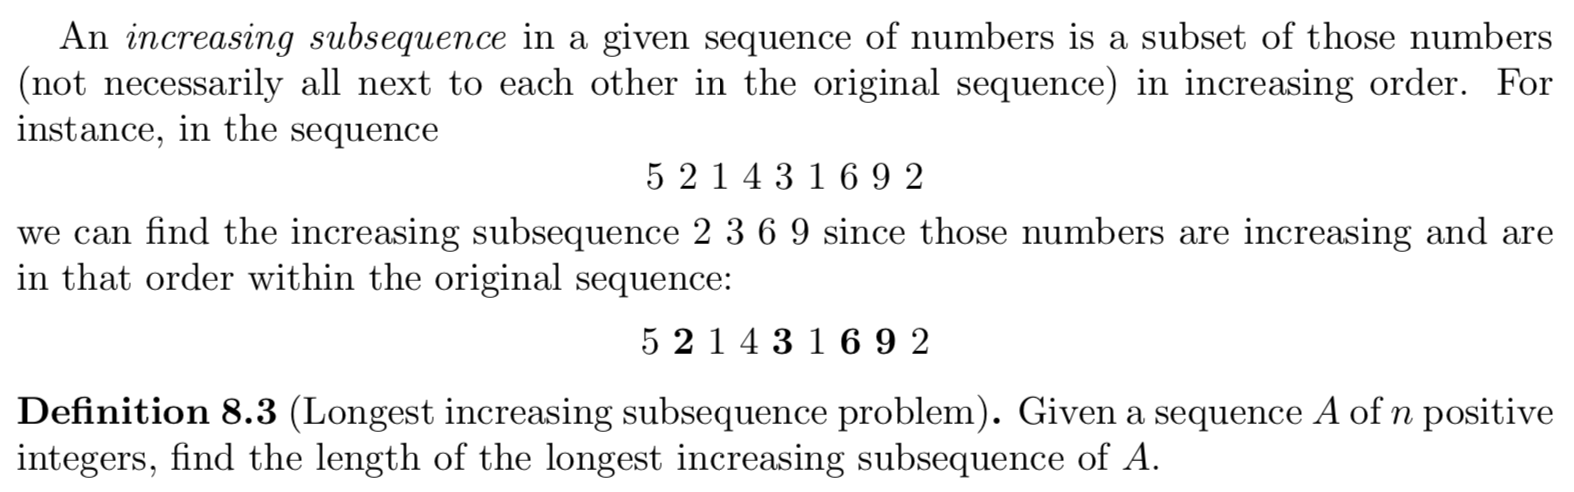 An increasing subsequence in a given sequence of numbers is a subset of those numbers
(not necessarily all next to each other in the original sequence) in increasing order. For
instance, in the sequence
5 2 1 4 3 1 6 9 2
we can find the increasing subsequence 2 3 6 9 since those numbers are increasing and are
in that order within the original sequence:
5 2 1 4 3 1 6 9 2
Definition 8.3 (Longest increasing subsequence problem). Given a sequence A of n positive
integers, find the length of the longest increasing subsequence of A.